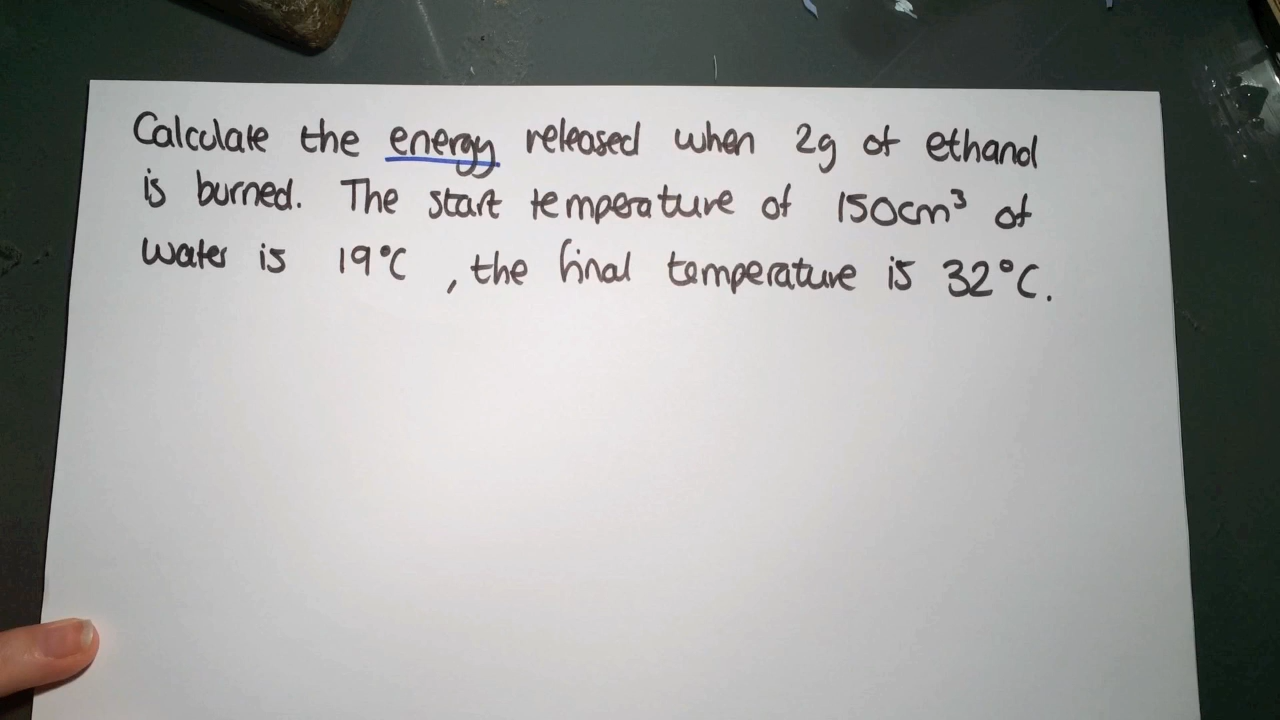 Calculate the energy released when 2g of ethanol
is burned. The start temperature of 150cm³ of
water is 19°C , the final temperature is 32°C.